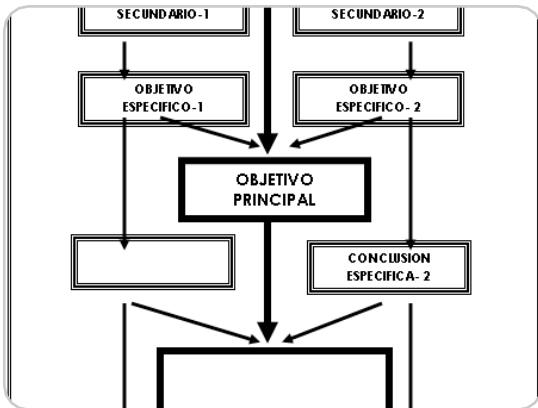 SECUNDARIO-1
SECUNDARIO-2
OBJETIVO
ESPECIFICO-1
OBJETIVO
ESPECIFICO- 2
OBJETIVO
PRINCIPAL
CONCLUSION
ESPECIFICA- 2